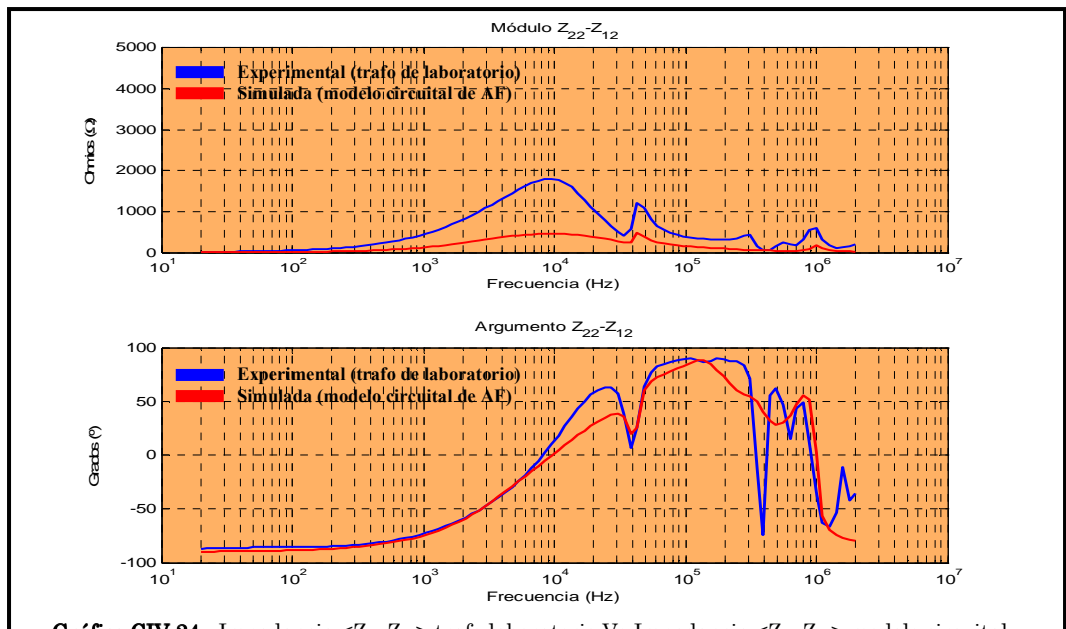 Módulo Z22-Z12
5000
4000
3000
2000
1000
0
Ohmios (Ω)
Experimental (trafo de laboratorio)
Simulada (modelo circuital de AF)
10^1 10^2 10^3 10^4 10^5 10^6 10^7
Frecuencia (Hz)
Argumento Z22-Z12
100
50
0
-50
-100
Grados (º)
Experimental (trafo de laboratorio)
Simulada (modelo circuital de AF)
10^1 10^2 10^3 10^4 10^5 10^6 10^7
Frecuencia (Hz)